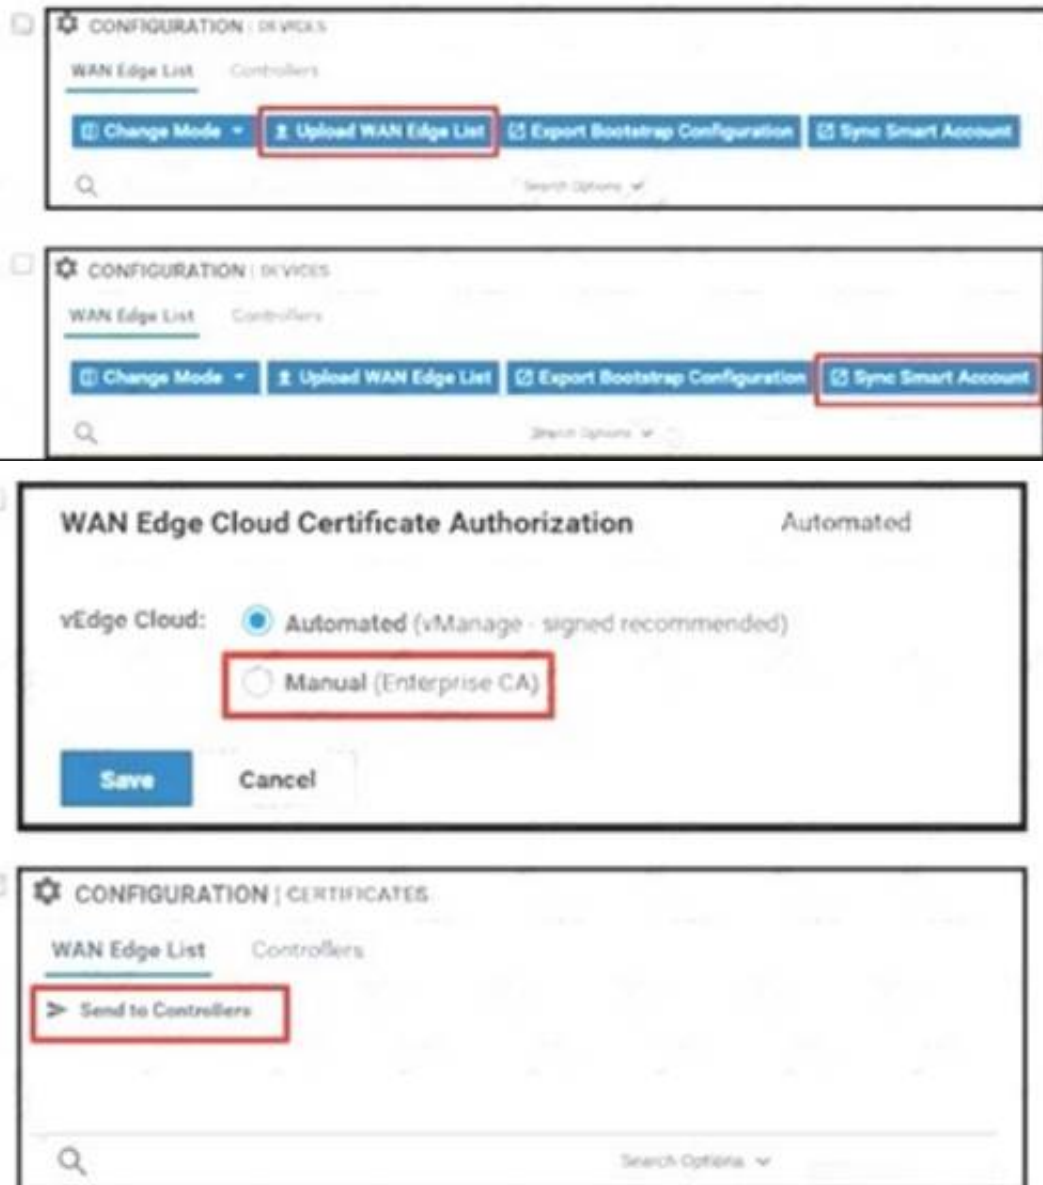 CONFIGURATION | DEVICES
WAN Edge List Controllers
Change Mode Upload WAN Edge List Export Bootstrap Configuration Sync Smart Account
Search Options
CONFIGURATION | DEVICES
WAN Edge List Controllers
Change Mode Upload WAN Edge List Export Bootstrap Configuration Sync Smart Account
Search Options
WAN Edge Cloud Certificate Authorization Automated
vEdge Cloud: Automated (vManage - signed recommended)
Manual (Enterprise CA)
Save Cancel
CONFIGURATION | CERTIFICATES
WAN Edge List Controllers
Send to Controllers
Search Options